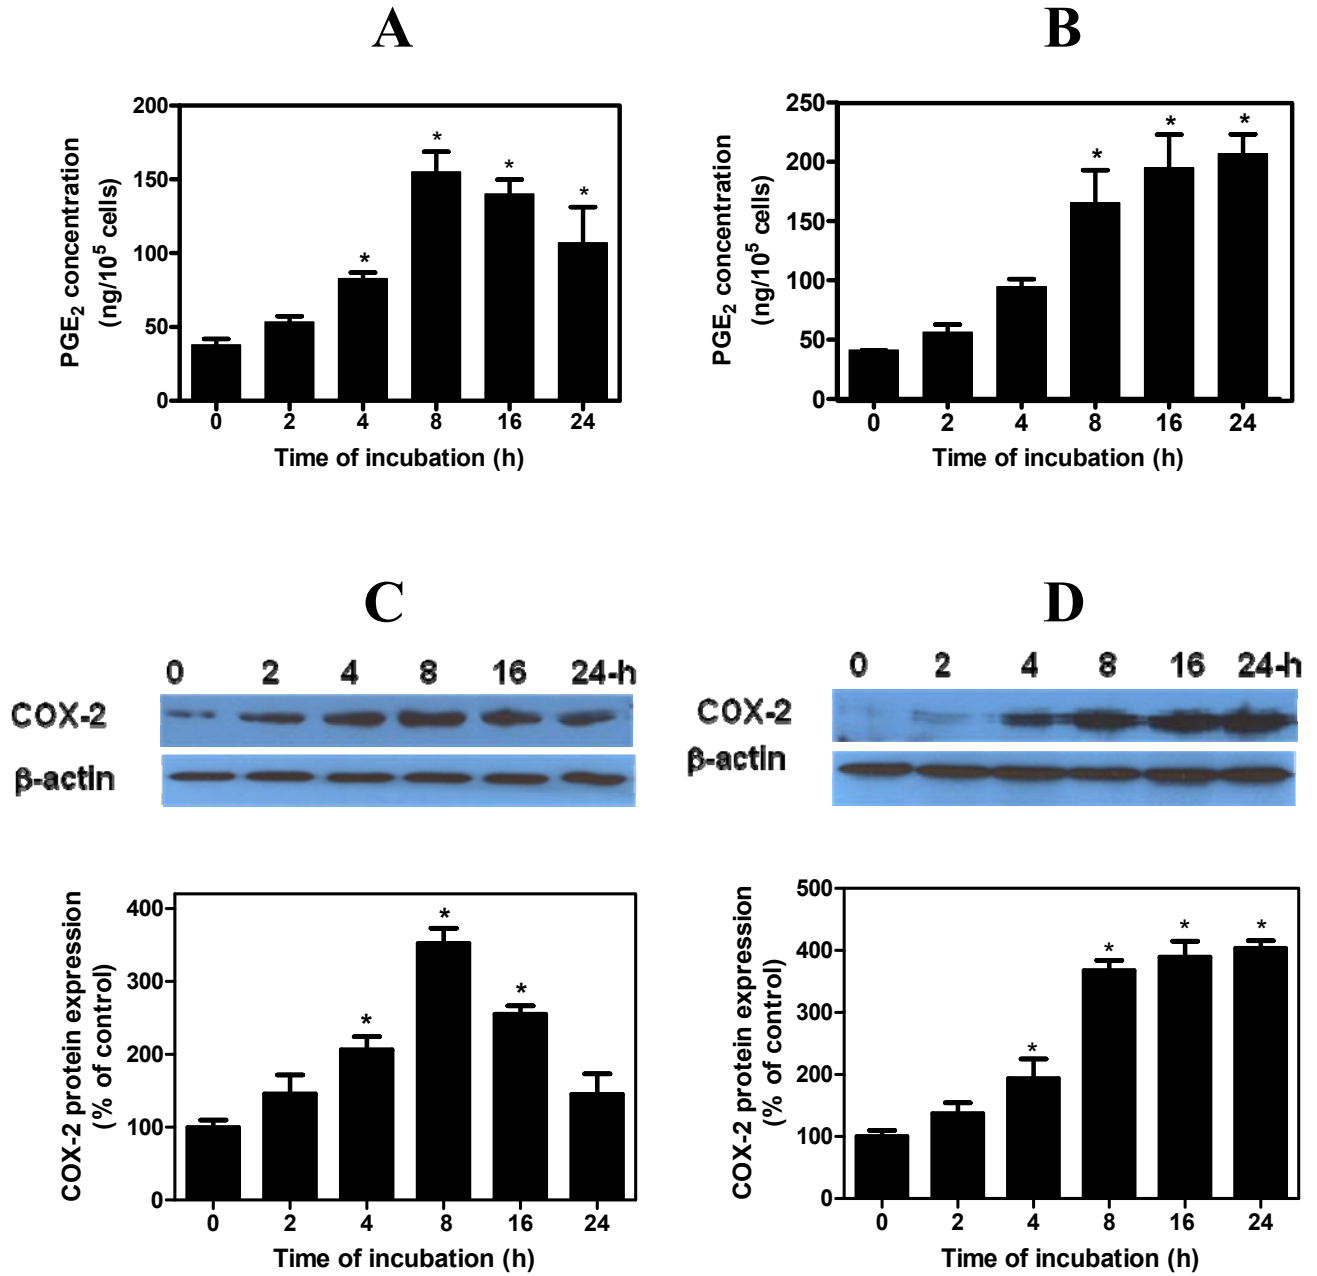 A
B
PGE2 concentration
(ng/10^5 cells)
200
150
100
50
0
* * * *
0 2 4 8 16 24
Time of incubation (h)
PGE2 concentration
(ng/10^5 cells)
250
200
150
100
50
0
* * *
0 2 4 8 16 24
Time of incubation (h)
C
0 2 4 8 16 24-h
COX-2
β-actin
D
0 2 4 8 16 24-h
COX-2
β-actin
COX-2 protein expression
(% of control)
400
300
200
100
0
* * *
0 2 4 8 16 24
Time of incubation (h)
COX-2 protein expression
(% of control)
500
400
300
200
100
0
* * * *
0 2 4 8 16 24
Time of incubation (h)